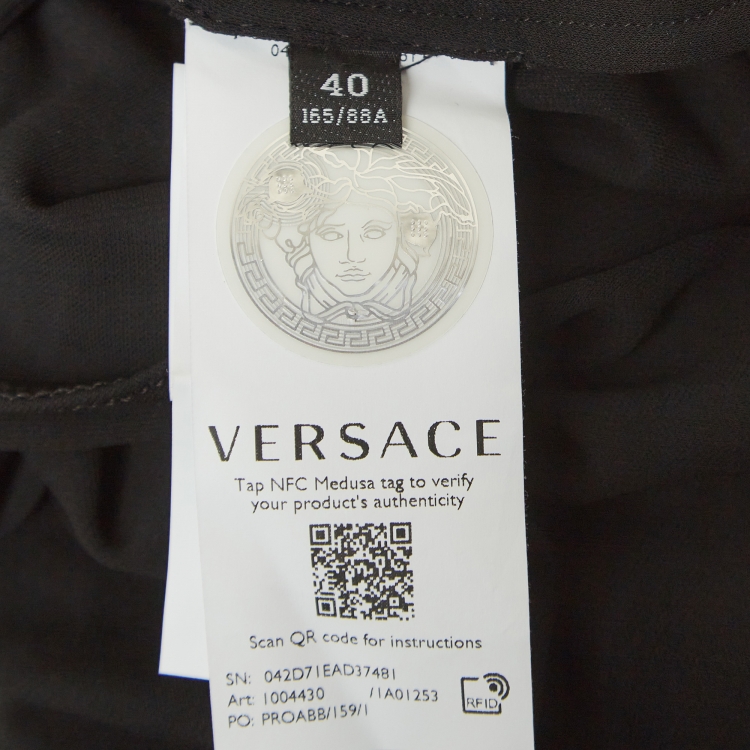 40
165/88A
VERSACE
Tap NFC Medusa tag to verify
your product's authenticity
Scan QR code for instructions
SN: 042D71EAD37481
Art: 1004430 /1A01253
PO: PROABB/159/1
RFID